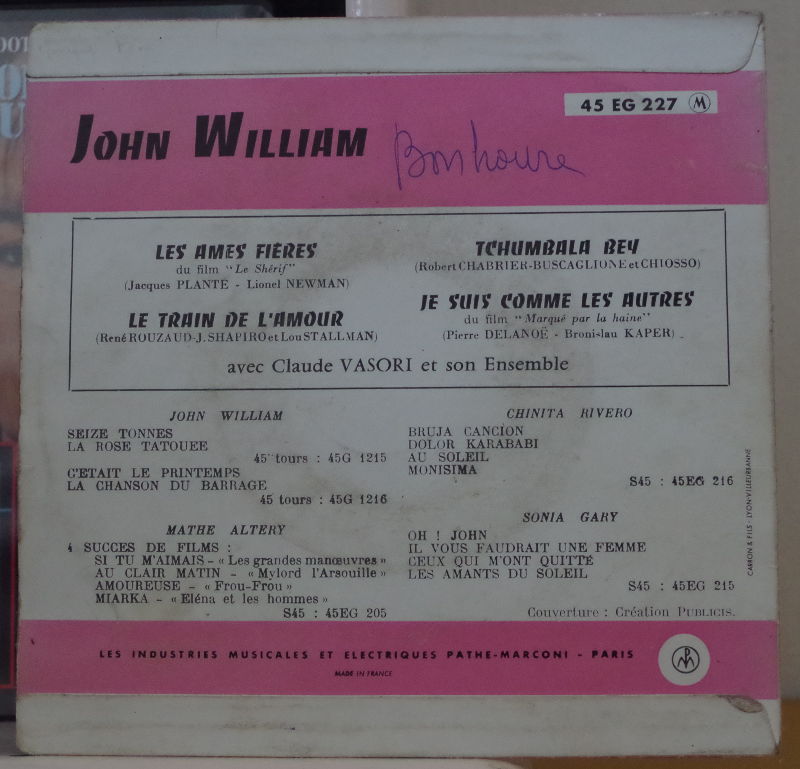 45 EG 227 M
JOHN WILLIAM
Bonhoure
LES AMES FIÈRES
du film "Le Shérif"
(Jacques PLANTE - Lionel NEWMAN)
LE TRAIN DE L'AMOUR
(René ROUZAUD-J. SHAPIRO et Lou STALLMAN)
TCHUMBALA BEY
(Robert CHABRIER-BUSCAGLIONE et CHIOSSO)
JE SUIS COMME LES AUTRES
du film "Marqué par la haine"
(Pierre DELANOË - Bronislau KAPER)
avec Claude VASORI et son Ensemble
JOHN WILLIAM
SEIZE TONNES
LA ROSE TATOUEE
45 tours : 45G 1215
C'ETAIT LE PRINTEMPS
LA CHANSON DU BARRAGE
45 tours : 45G 1216
MATHE ALTERY
4 SUCCES DE FILMS :
SI TU M'AIMAIS - « Les grandes manœuvres »
AU CLAIR MATIN - « Mylord l'Arsouille »
AMOUREUSE - « Frou-Frou »
MIARKA - « Eléna et les hommes »
S45 : 45EG 205
CHINITA RIVERO
BRUJA CANCION
DOLOR KARABABI
AU SOLEIL
MONISIMA
S45 : 45EG 216
SONIA GARY
OH ! JOHN
IL VOUS FAUDRAIT UNE FEMME
CEUX QUI M'ONT QUITTÉ
LES AMANTS DU SOLEIL
S45 : 45EG 215
Couverture : Création PUBLICIS.
CARRON & FILS - LYON-VILLEURBANNE
LES INDUSTRIES MUSICALES ET ELECTRIQUES PATHE-MARCONI - PARIS
MADE IN FRANCE